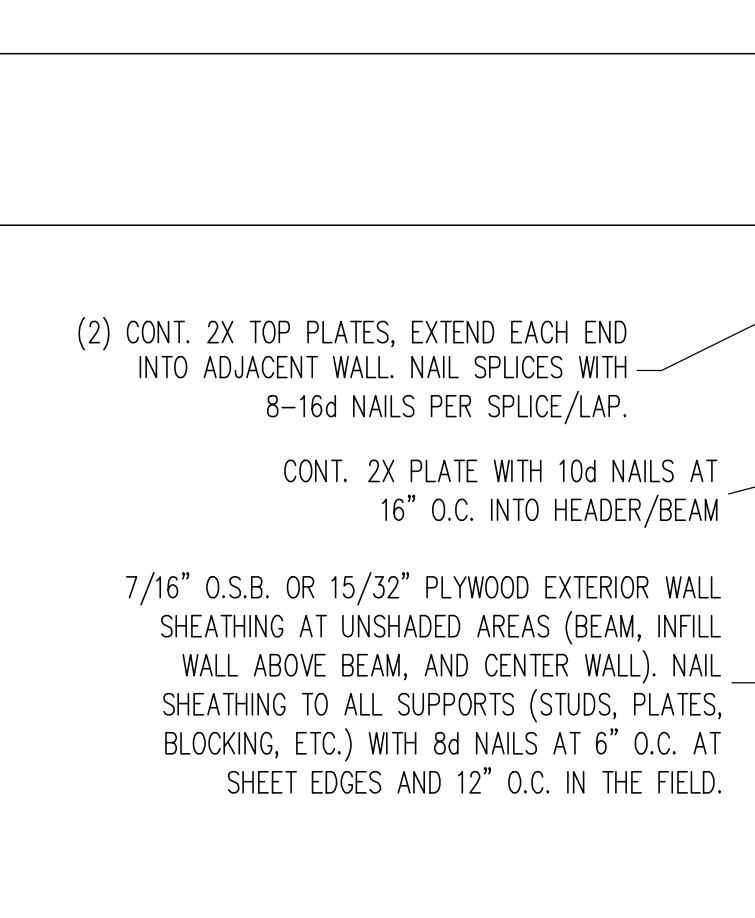 (2) CONT. 2X TOP PLATES, EXTEND EACH END
INTO ADJACENT WALL. NAIL SPLICES WITH
8-16d NAILS PER SPLICE/LAP.
CONT. 2X PLATE WITH 10d NAILS AT
16" O.C. INTO HEADER/BEAM
7/16" O.S.B. OR 15/32" PLYWOOD EXTERIOR WALL
SHEATHING AT UNSHADED AREAS (BEAM, INFILL
WALL ABOVE BEAM, AND CENTER WALL). NAIL
SHEATHING TO ALL SUPPORTS (STUDS, PLATES,
BLOCKING, ETC.) WITH 8d NAILS AT 6" O.C. AT
SHEET EDGES AND 12" O.C. IN THE FIELD.